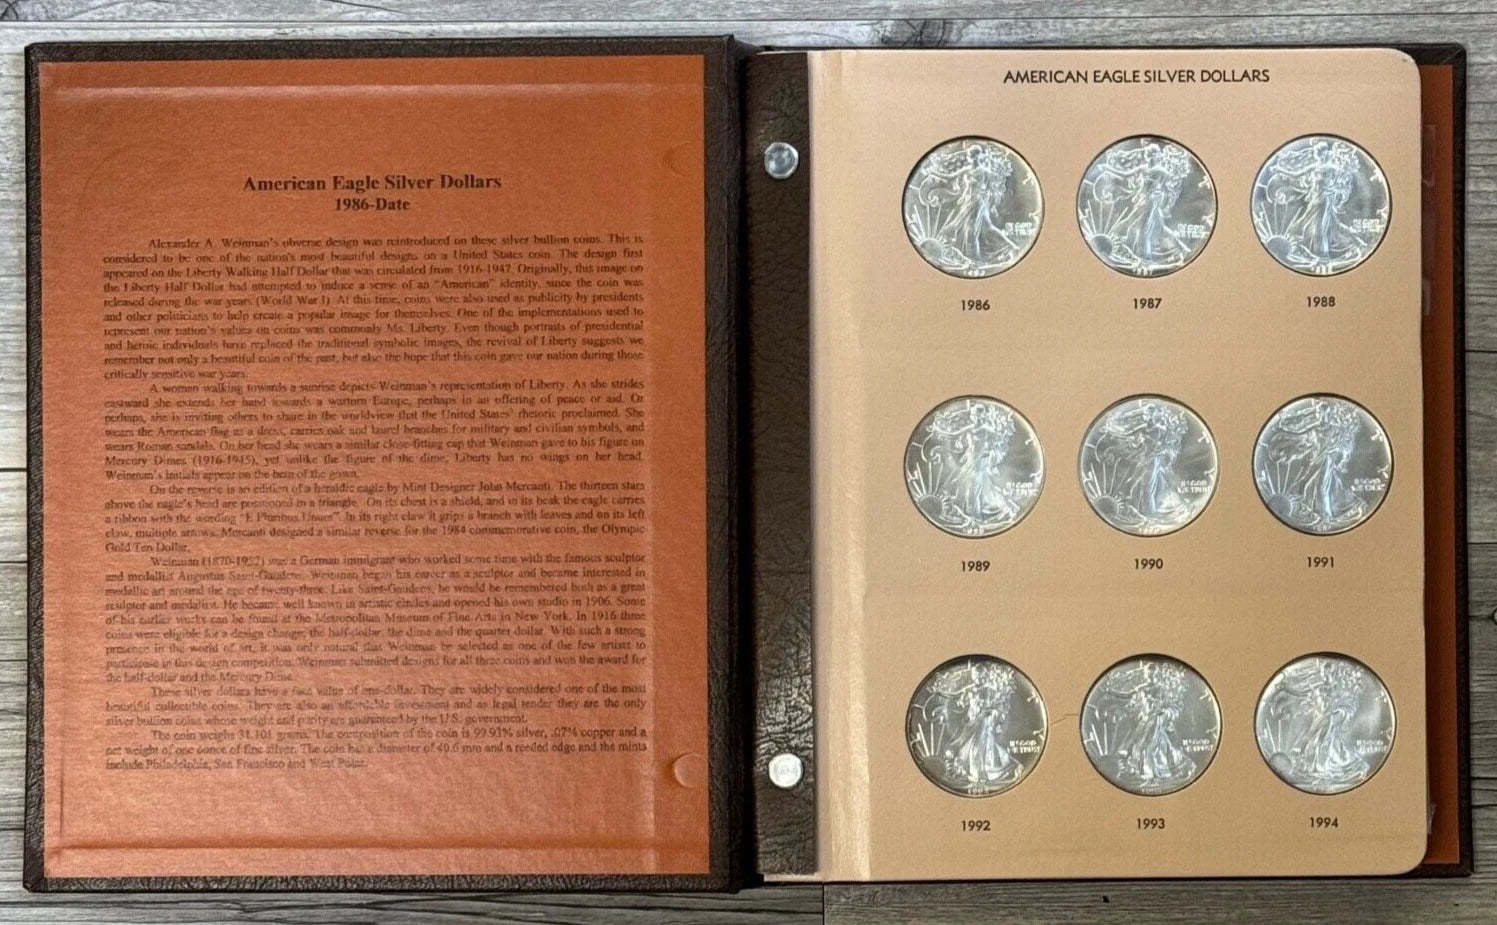 American Eagle Silver Dollars
1986-Date
Alexander A. Weinman's obverse design was reintroduced on these silver bullion coins. This is
considered to be one of the nation's most beautiful designs on a United States coin. The design first
appeared on the Liberty Walking Half Dollar that was circulated from 1916-1947. Originally, this image on
the Liberty Half Dollar had attempted to induce a sense of an "American" identity, since the coin was
released during the war years (World War I). At this time, coins were also used as publicity by presidents
and other politicians to help create a popular image for themselves. One of the implementations used to
represent our nation's values on coins was commonly Ms. Liberty. Even though portraits of presidential
and heroic individuals have replaced the traditional symbolic images, the revival of Liberty suggests we
remember not only a beautiful coin of the past, but also the hope that this coin gave our nation during those
critically sensitive war years.
A woman walking towards a sunrise depicts Weinman's representation of Liberty. As she strides
eastward she extends her hand towards a wartorn Europe, perhaps in an offering of peace or aid. Or
perhaps, she is inviting others to share in the worldview that the United States' rhetoric proclaimed. She
wears the American flag as a dress, carries oak and laurel branches for military and civilian symbols, and
wears Roman sandals. On her head she wears a similar close-fitting cap that Weinman gave to his figure on
Mercury Dimes (1916-1945), yet unlike the figure of the dime, Liberty has no wings on her head.
Weinman's initials appear on the hem of the gown.
On the reverse is an edition of a heraldic eagle by Mint Designer John Mercanti. The thirteen stars
above the eagle's head are positioned in a triangle. On its chest is a shield, and in its beak the eagle carries
a ribbon with the wording "E Pluribus Unum". In its right claw it grips a branch with leaves and on its left
claw, multiple arrows. Mercanti designed a similar reverse for the 1984 commemorative coin, the Olympic
Gold Ten Dollar.
Weinman (1870-1952) was a German immigrant who worked some time with the famous sculptor
and medallist Augustus Saint-Gaudens. Weinman began his career as a sculptor and became interested in
medallic art around the age of twenty-three. Like Saint-Gaudens, he would be remembered both as a great
sculptor and medalist. He became well known in artistic circles and opened his own studio in 1906. Some
of his earlier works can be found at the Metropolitan Museum of Fine Arts in New York. In 1916 three
coins were eligible for a design change; the half-dollar, the dime and the quarter dollar. With such a strong
presence in the world of art, it was only natural that Weinman be selected as one of the few artists to
participate in this design competition. Weinman submitted designs for all three coins and won the award for
the half-dollar and the Mercury Dime.
These silver dollars have a face value of one-dollar. They are widely considered one of the most
beautiful collectible coins. They are also an affordable investment and as legal tender they are the only
silver bullion coins whose weight and purity are guaranteed by the U.S. government.
The coin weighs 31.101 grams. The composition of the coin is 99.93% silver, .07% copper and a
net weight of one ounce of fine silver. The coin has a diameter of 40.6 mm and a reeded edge and the mints
include Philadelphia, San Francisco and West Point.
AMERICAN EAGLE SILVER DOLLARS
1986 1987 1988
1989 1990 1991
1992 1993 1994